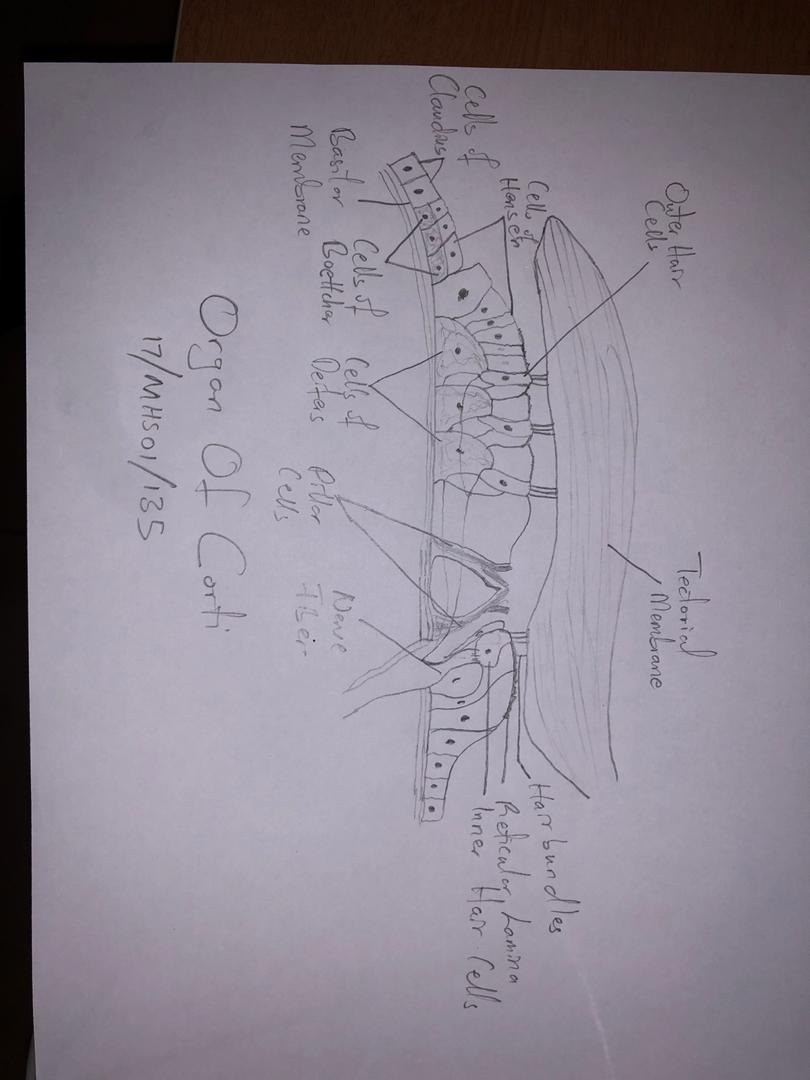 Outer Hair
Cells
Tectorial
Membrane
Cells of
Hensen
Cells of
Claudius
Hair bundles
Reticular Lamina
Inner Hair Cells
Basilar
Membrane
Cells of
Boettcher
Cells of
Deitas
Pillar
Cells
Nerve
Fiber
Organ Of Corti
17/MHS01/135